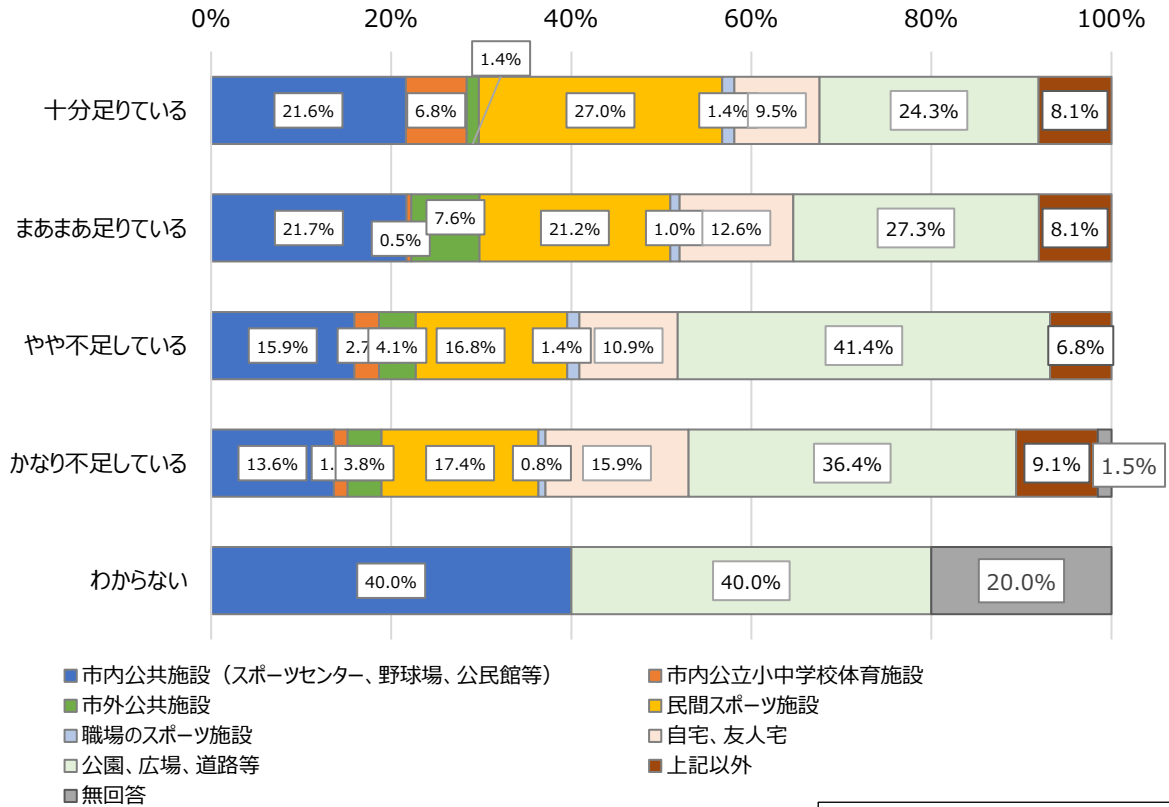 0% 20% 40% 60% 80% 100%
1.4%
十分足りている 21.6% 6.8% 27.0% 1.4% 9.5% 24.3% 8.1%
まあまあ足りている 21.7% 0.5% 7.6% 21.2% 1.0% 12.6% 27.3% 8.1%
やや不足している 15.9% 2.7 4.1% 16.8% 1.4% 10.9% 41.4% 6.8%
かなり不足している 13.6% 1. 3.8% 17.4% 0.8% 15.9% 36.4% 9.1% 1.5%
わからない 40.0% 40.0% 20.0%
市内公共施設（スポーツセンター、野球場、公民館等） 市内公立小中学校体育施設
市外公共施設 民間スポーツ施設
職場のスポーツ施設 自宅、友人宅
公園、広場、道路等 上記以外
無回答